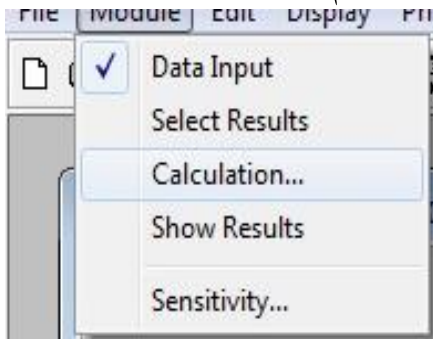 File Module Edit Display
Data Input
Select Results
Calculation...
Show Results
Sensitivity...